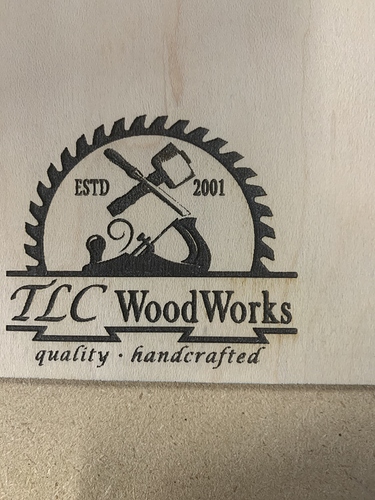 ESTD 2001
TLC WoodWorks
quality · handcrafted